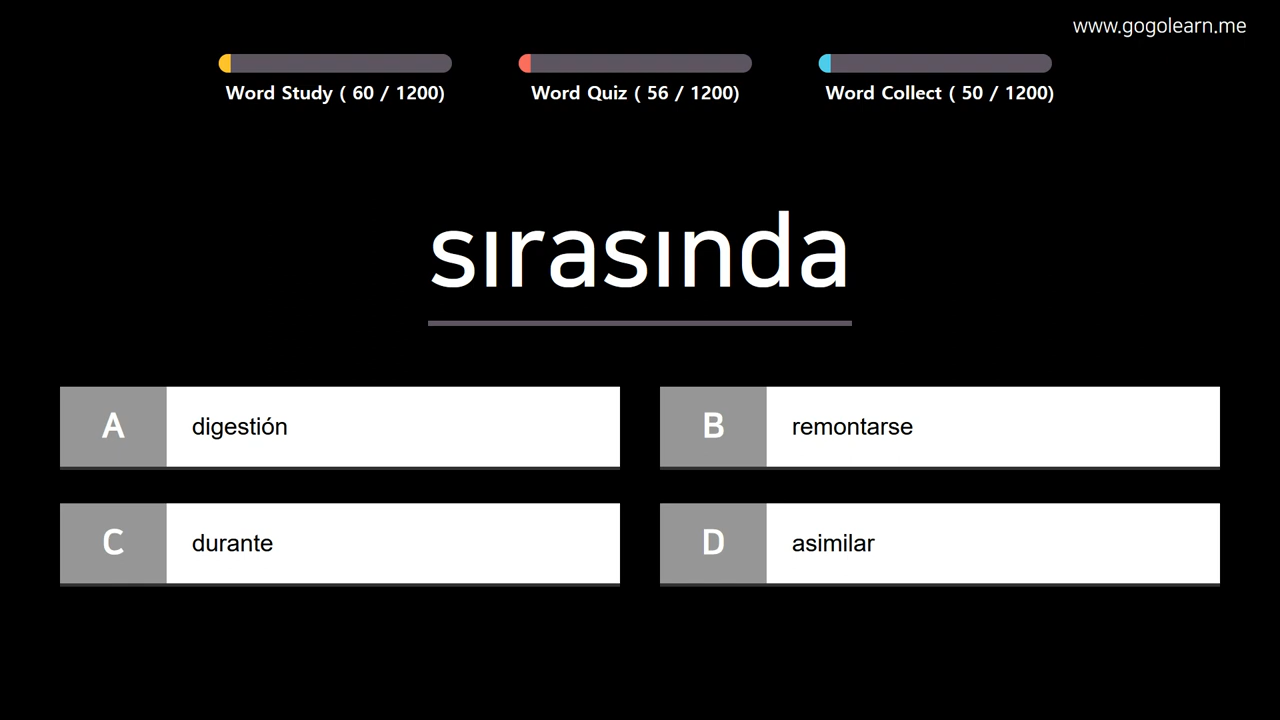 www.gogolearn.me
Word Study ( 60 / 1200)
Word Quiz ( 56 / 1200)
Word Collect ( 50 / 1200)
sırasında
A digestión
B remontarse
C durante
D asimilar